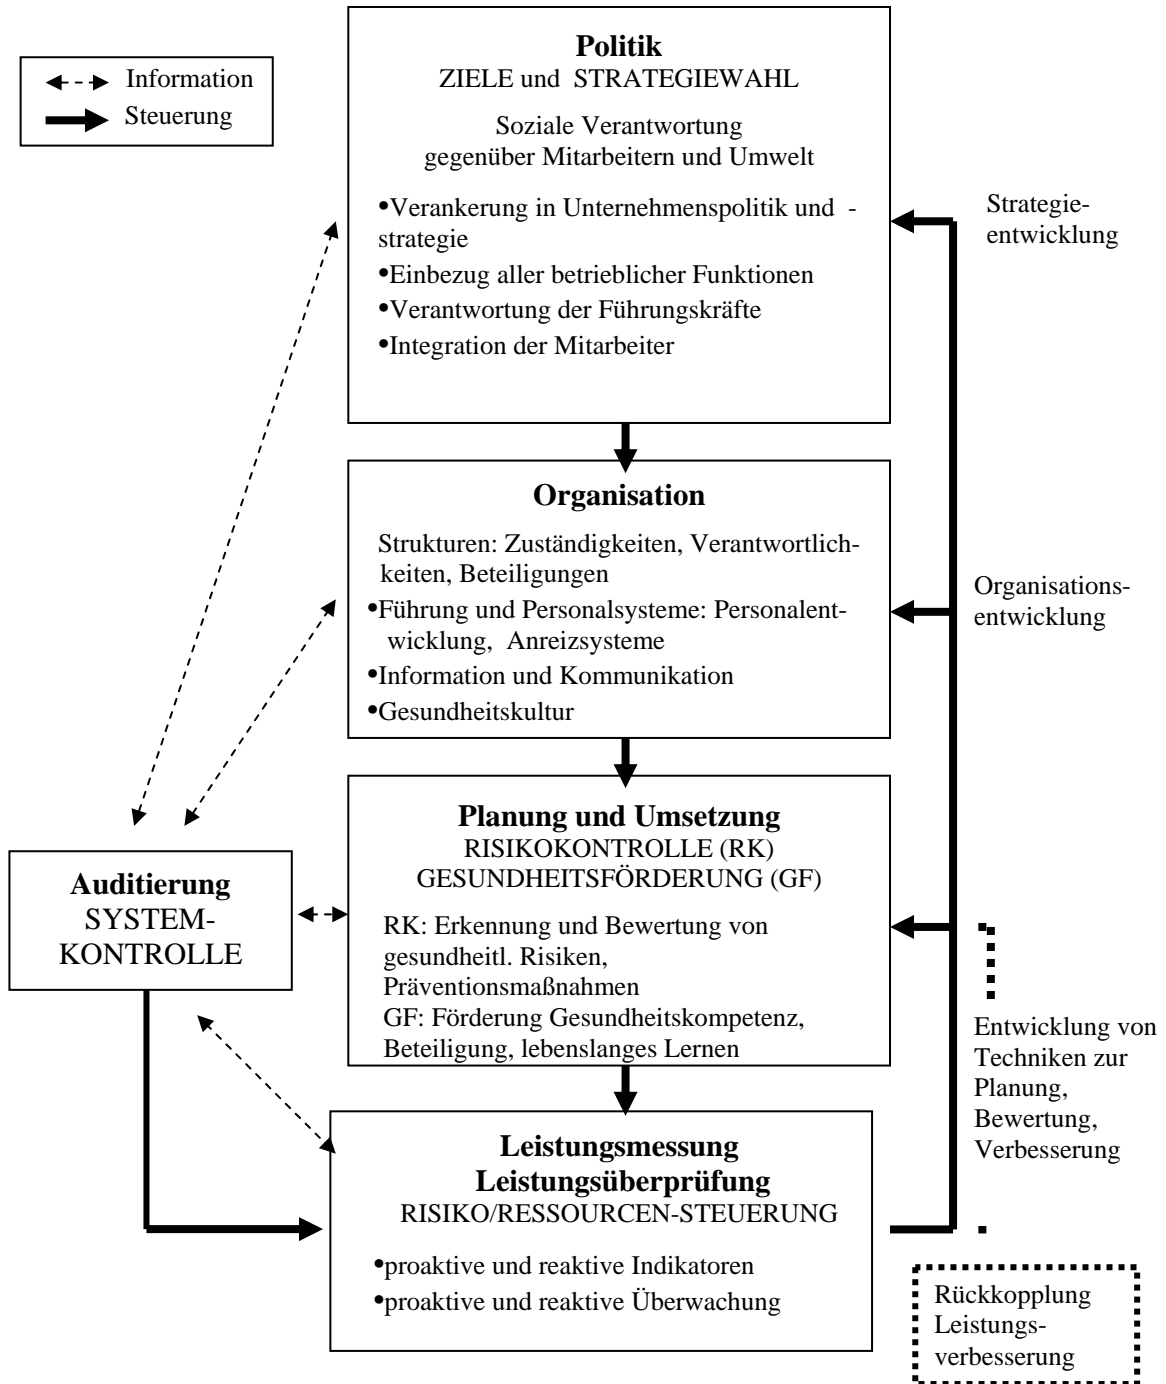 Information
Steuerung
Politik
ZIELE und STRATEGIEWAHL
Soziale Verantwortung
gegenüber Mitarbeitern und Umwelt
•Verankerung in Unternehmenspolitik und -
strategie
•Einbezug aller betrieblicher Funktionen
•Verantwortung der Führungskräfte
•Integration der Mitarbeiter
Strategie-
entwicklung
Organisation
Strukturen: Zuständigkeiten, Verantwortlich-
keiten, Beteiligungen
•Führung und Personalsysteme: Personalent-
wicklung, Anreizsysteme
•Information und Kommunikation
•Gesundheitskultur
Organisations-
entwicklung
Planung und Umsetzung
RISIKOKONTROLLE (RK)
GESUNDHEITSFÖRDERUNG (GF)
RK: Erkennung und Bewertung von
gesundheitl. Risiken,
Präventionsmaßnahmen
GF: Förderung Gesundheitskompetenz,
Beteiligung, lebenslanges Lernen
Auditierung
SYSTEM-
KONTROLLE
Entwicklung von
Techniken zur
Planung,
Bewertung,
Verbesserung
Leistungsmessung
Leistungsüberprüfung
RISIKO/RESSOURCEN-STEUERUNG
•proaktive und reaktive Indikatoren
•proaktive und reaktive Überwachung
Rückkopplung
Leistungs-
verbesserung